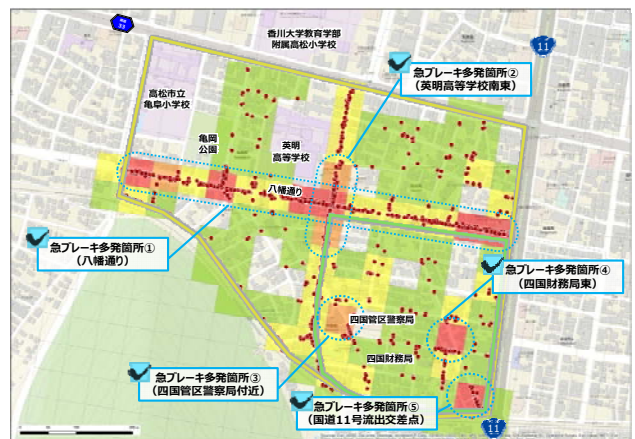 香川大学教育学部
附属高松小学校
11
急ブレーキ多発箇所②
（英明高等学校南東）
高松市立
亀阜小学校
亀岡
公園
英明
高等学校
八幡通り
急ブレーキ多発箇所①
（八幡通り）
急ブレーキ多発箇所④
（四国財務局東）
四国管区警察局
四国財務局
急ブレーキ多発箇所③
（四国管区警察局付近）
急ブレーキ多発箇所⑤
（国道11号流出交差点）
11